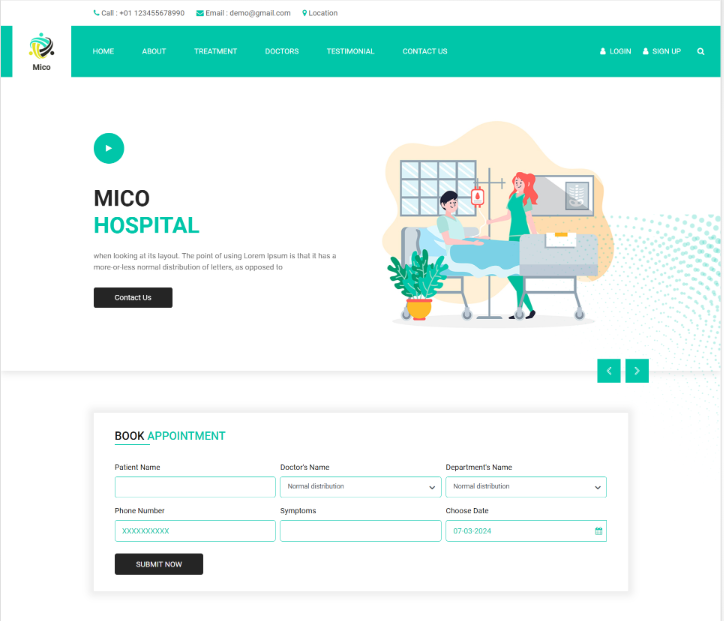 Call : +01 123455678990 Email : demo@gmail.com Location
Mico
HOME ABOUT TREATMENT DOCTORS TESTIMONIAL CONTACT US LOGIN SIGN UP
MICO
HOSPITAL
when looking at its layout. The point of using Lorem Ipsum is that it has a
more-or-less normal distribution of letters, as opposed to
Contact Us
BOOK APPOINTMENT
Patient Name Doctor's Name Department's Name
Normal distribution Normal distribution
Phone Number Symptoms Choose Date
XXXXXXXXXX 07-03-2024
SUBMIT NOW